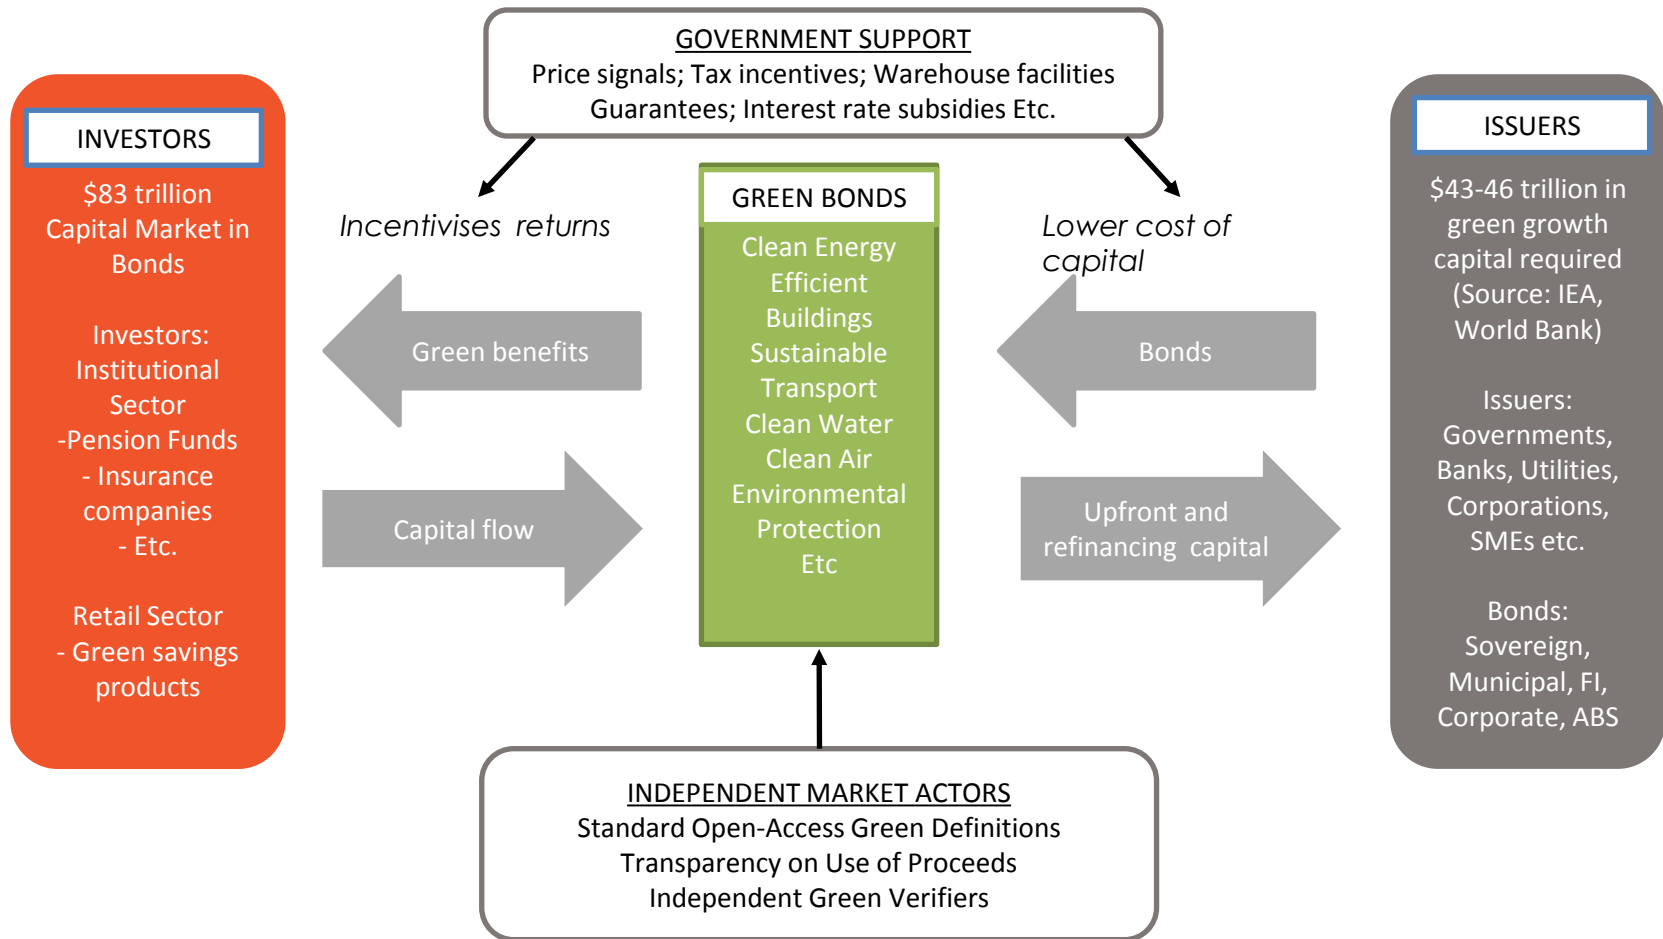 GOVERNMENT SUPPORT
Price signals; Tax incentives; Warehouse facilities
Guarantees; Interest rate subsidies Etc.
INVESTORS
$83 trillion
Capital Market in
Bonds
Investors:
Institutional
Sector
-Pension Funds
- Insurance
companies
- Etc.
Retail Sector
- Green savings
products
Incentivises returns
Green benefits
Capital flow
GREEN BONDS
Clean Energy
Efficient
Buildings
Sustainable
Transport
Clean Water
Clean Air
Environmental
Protection
Etc
Lower cost of
capital
Bonds
Upfront and
refinancing capital
ISSUERS
$43-46 trillion in
green growth
capital required
(Source: IEA,
World Bank)
Issuers:
Governments,
Banks, Utilities,
Corporations,
SMEs etc.
Bonds:
Sovereign,
Municipal, FI,
Corporate, ABS
INDEPENDENT MARKET ACTORS
Standard Open-Access Green Definitions
Transparency on Use of Proceeds
Independent Green Verifiers